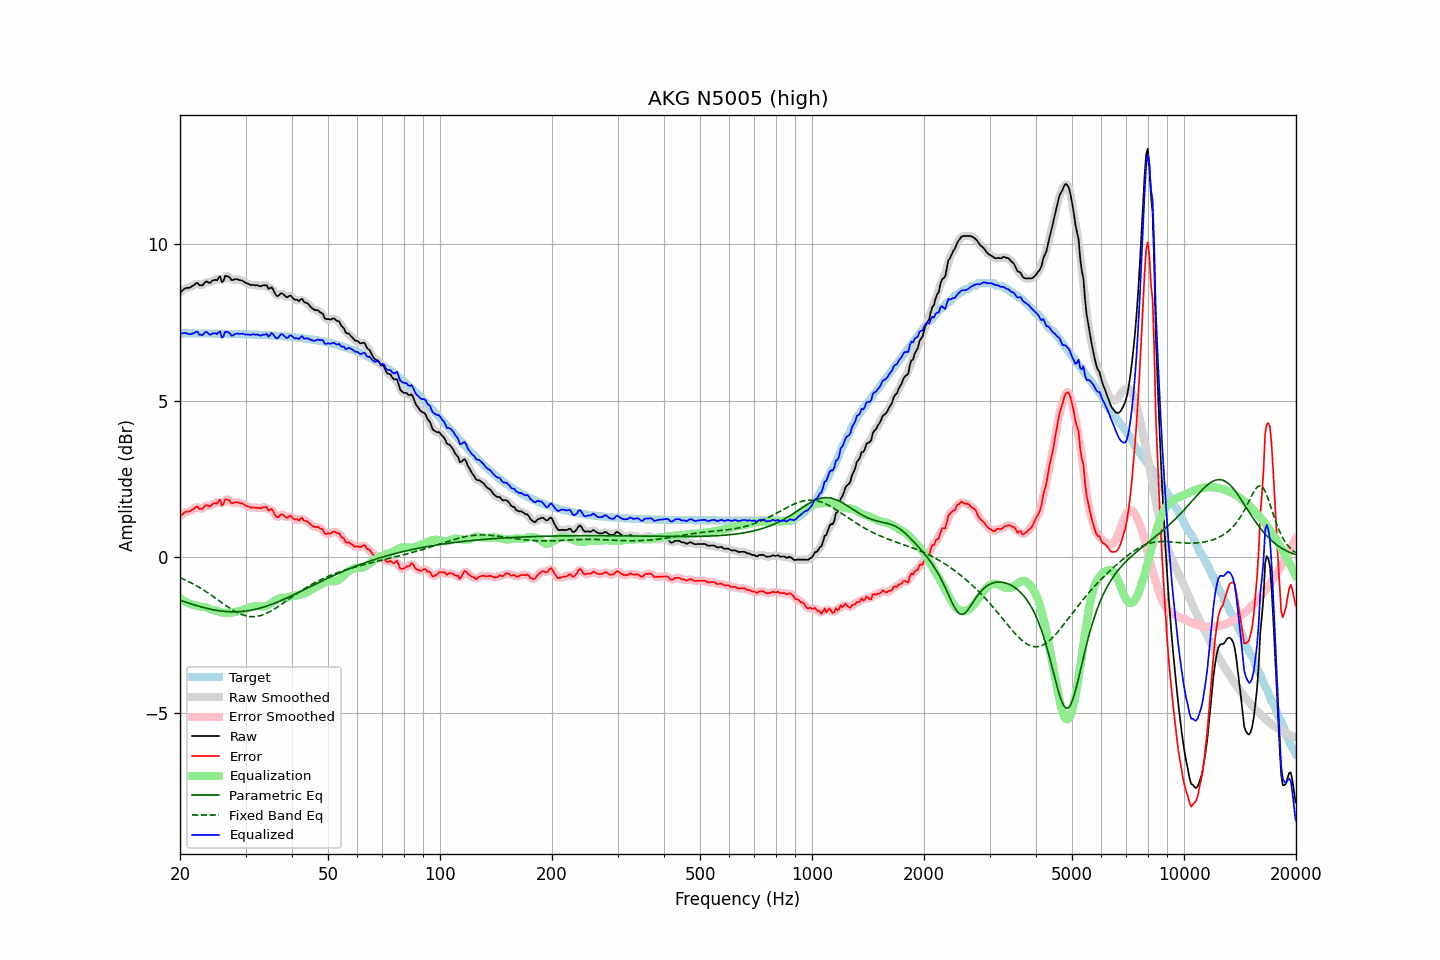 AKG N5005 (high)
Amplitude (dBr)
10
5
0
−5
Target
Raw Smoothed
Error Smoothed
Raw
Error
Equalization
Parametric Eq
Fixed Band Eq
Equalized
20 50 100 200 500 1000 2000 5000 10000 20000
Frequency (Hz)